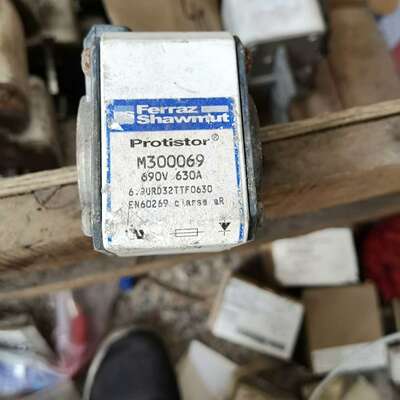 Ferraz
Shawmut
Protistor®
M300069
690V 630A
6.9URD32TTF0630
EN60269 classe aR